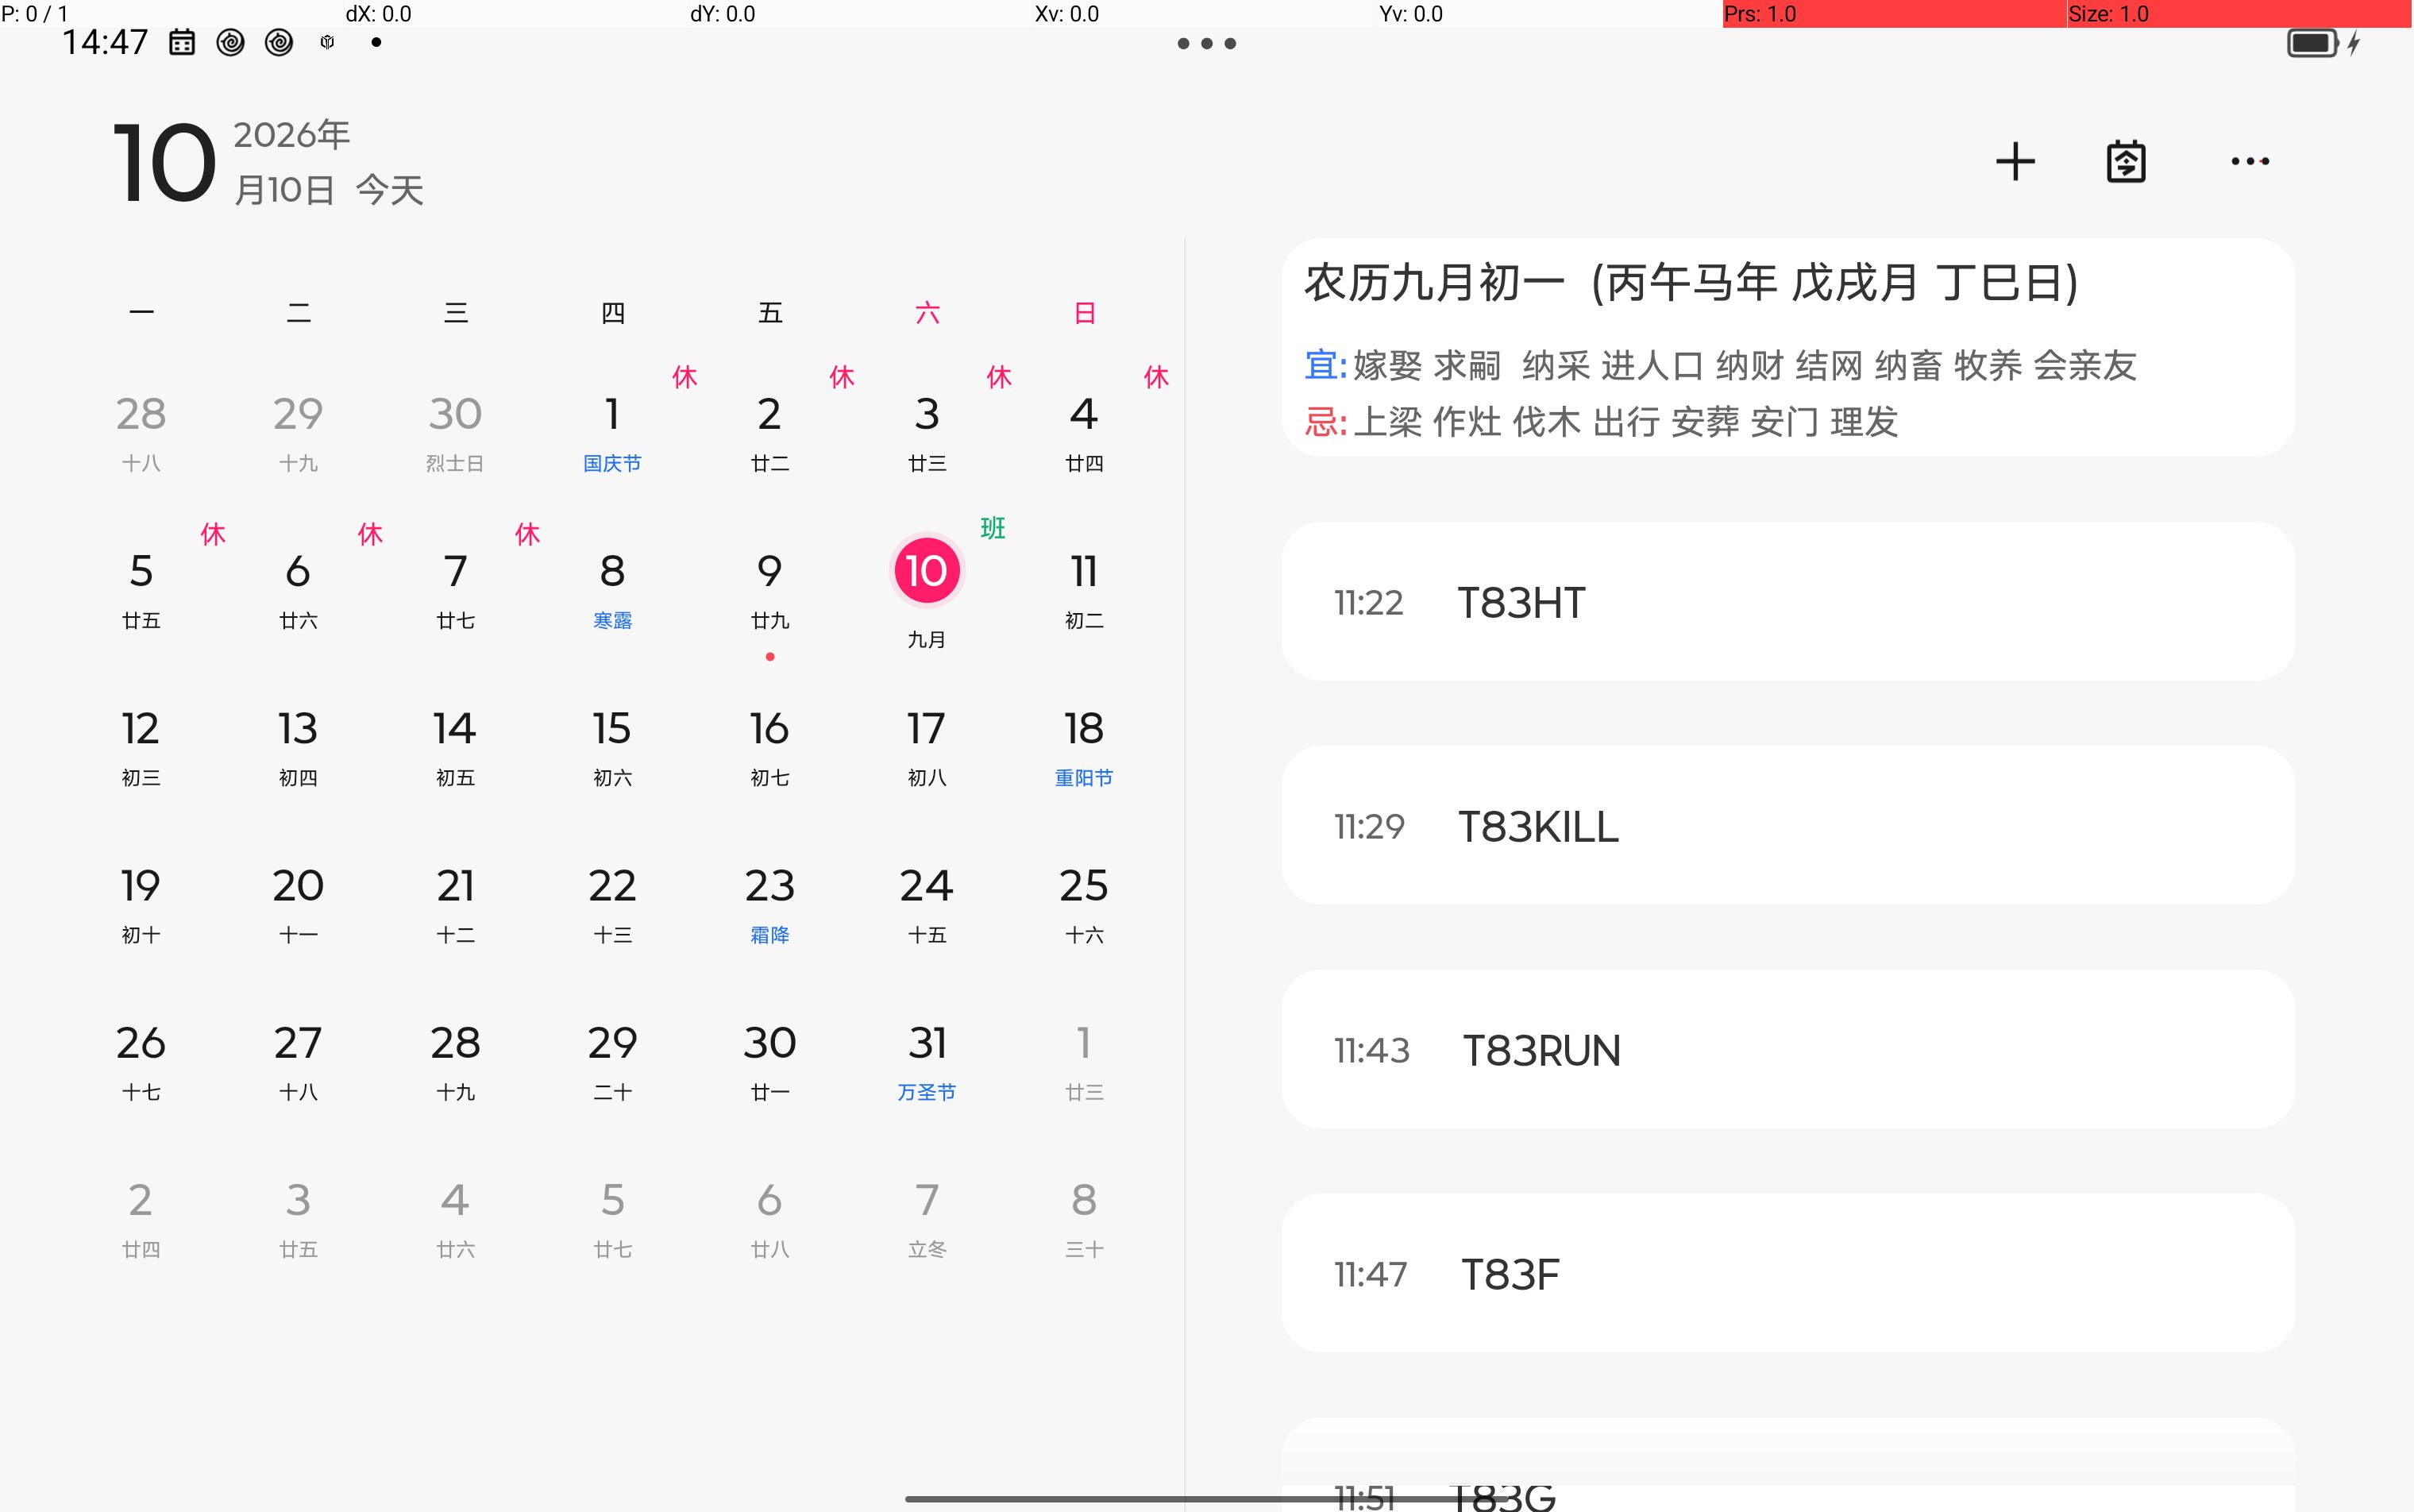 P: 0 / 1 dX: 0.0 dY: 0.0 Xv: 0.0 Yv: 0.0 Prs: 1.0 Size: 1.0
14:47
10
2026年
月10日 今天
一 二 三 四 五 六 日
休 休 休 休
28 29 30 1 2 3 4
十八 十九 烈士日 国庆节 廿二 廿三 廿四
休 休 休 班
5 6 7 8 9 10 11
廿五 廿六 廿七 寒露 廿九 九月 初二
12 13 14 15 16 17 18
初三 初四 初五 初六 初七 初八 重阳节
19 20 21 22 23 24 25
初十 十一 十二 十三 霜降 十五 十六
26 27 28 29 30 31 1
十七 十八 十九 二十 廿一 万圣节 廿三
2 3 4 5 6 7 8
廿四 廿五 廿六 廿七 廿八 立冬 三十
农历九月初一 (丙午马年 戊戌月 丁巳日)
宜: 嫁娶 求嗣 纳采 进人口 纳财 结网 纳畜 牧养 会亲友
忌: 上梁 作灶 伐木 出行 安葬 安门 理发
11:22 T83HT
11:29 T83KILL
11:43 T83RUN
11:47 T83F
11:51 T83G